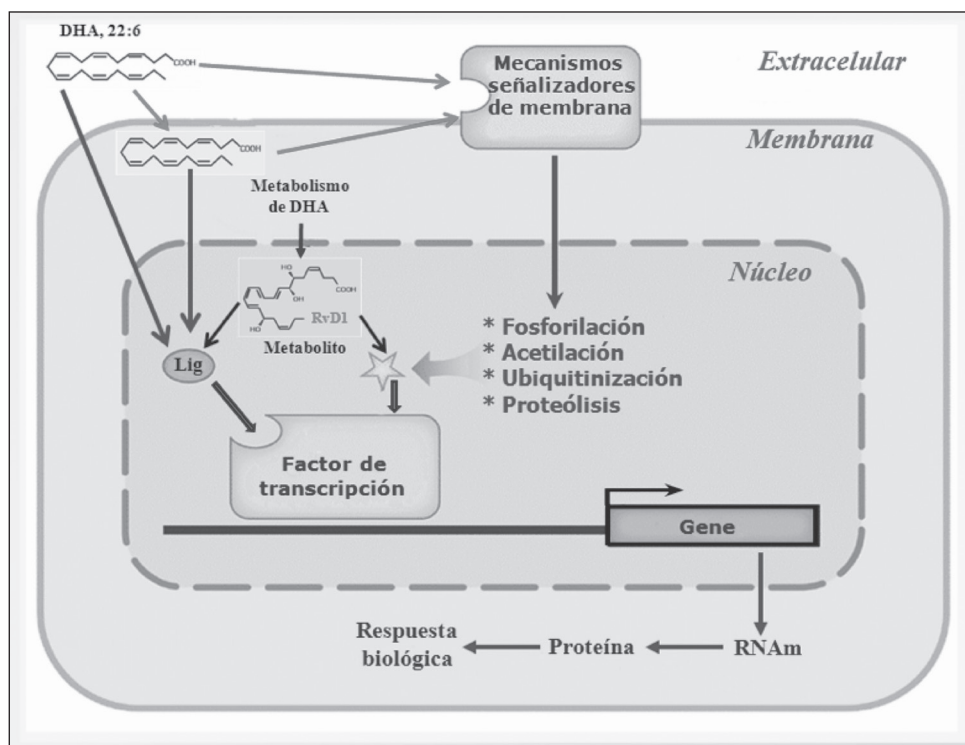 DHA, 22:6
COOH
Mecanismos
señalizadores
de membrana
Extracelular
Membrana
COOH
Metabolismo
de DHA
Núcleo
HO
COOH
OH
HO
RvD1
Metabolito
Lig
* Fosforilación
* Acetilación
* Ubiquitinización
* Proteólisis
Factor de
transcripción
Gene
Respuesta
biológica
Proteína
RNAm